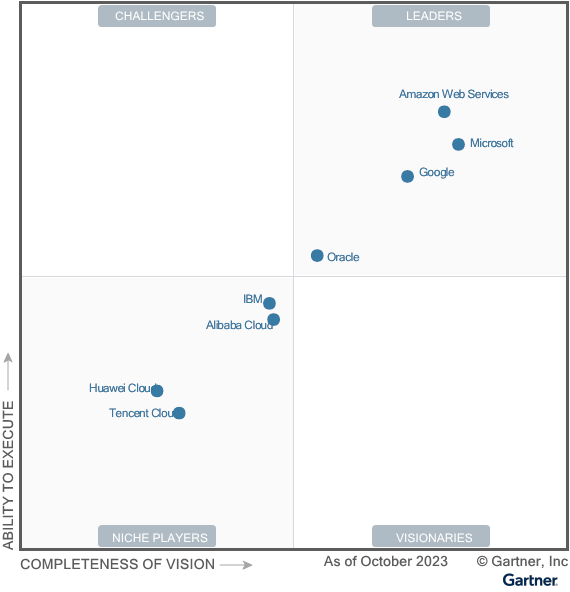 CHALLENGERS
LEADERS
Amazon Web Services
Microsoft
Google
Oracle
IBM
Alibaba Cloud
Huawei Cloud
Tencent Cloud
ABILITY TO EXECUTE
NICHE PLAYERS
VISIONARIES
COMPLETENESS OF VISION
As of October 2023
© Gartner, Inc
Gartner.